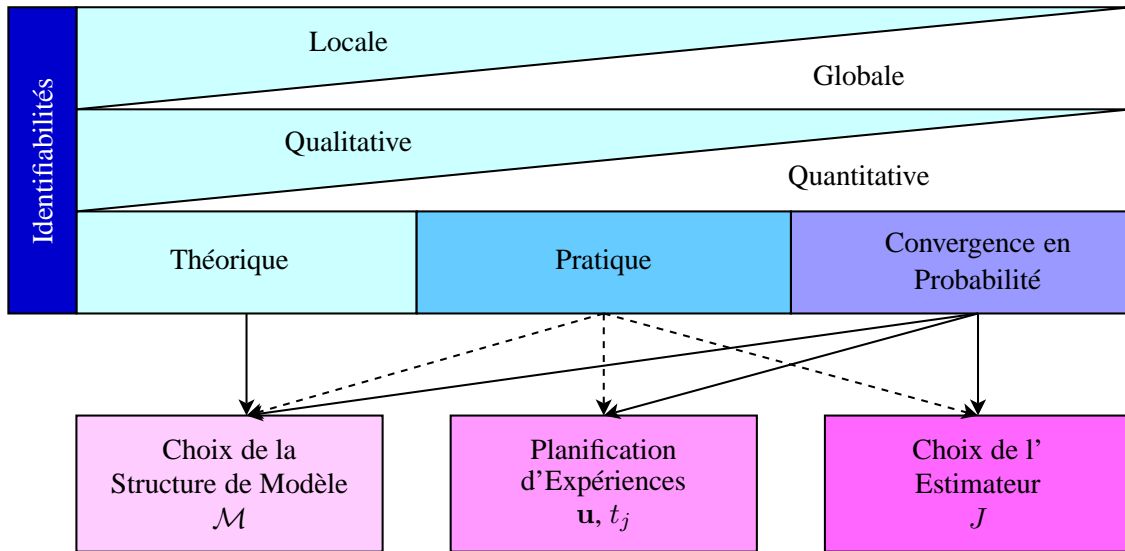 Identifiabilités
Locale
Globale
Qualitative
Quantitative
Théorique
Pratique
Convergence en
Probabilité
Choix de la
Structure de Modèle
ℳ
Planification
d'Expériences
𝐮, tⱼ
Choix de l'
Estimateur
J